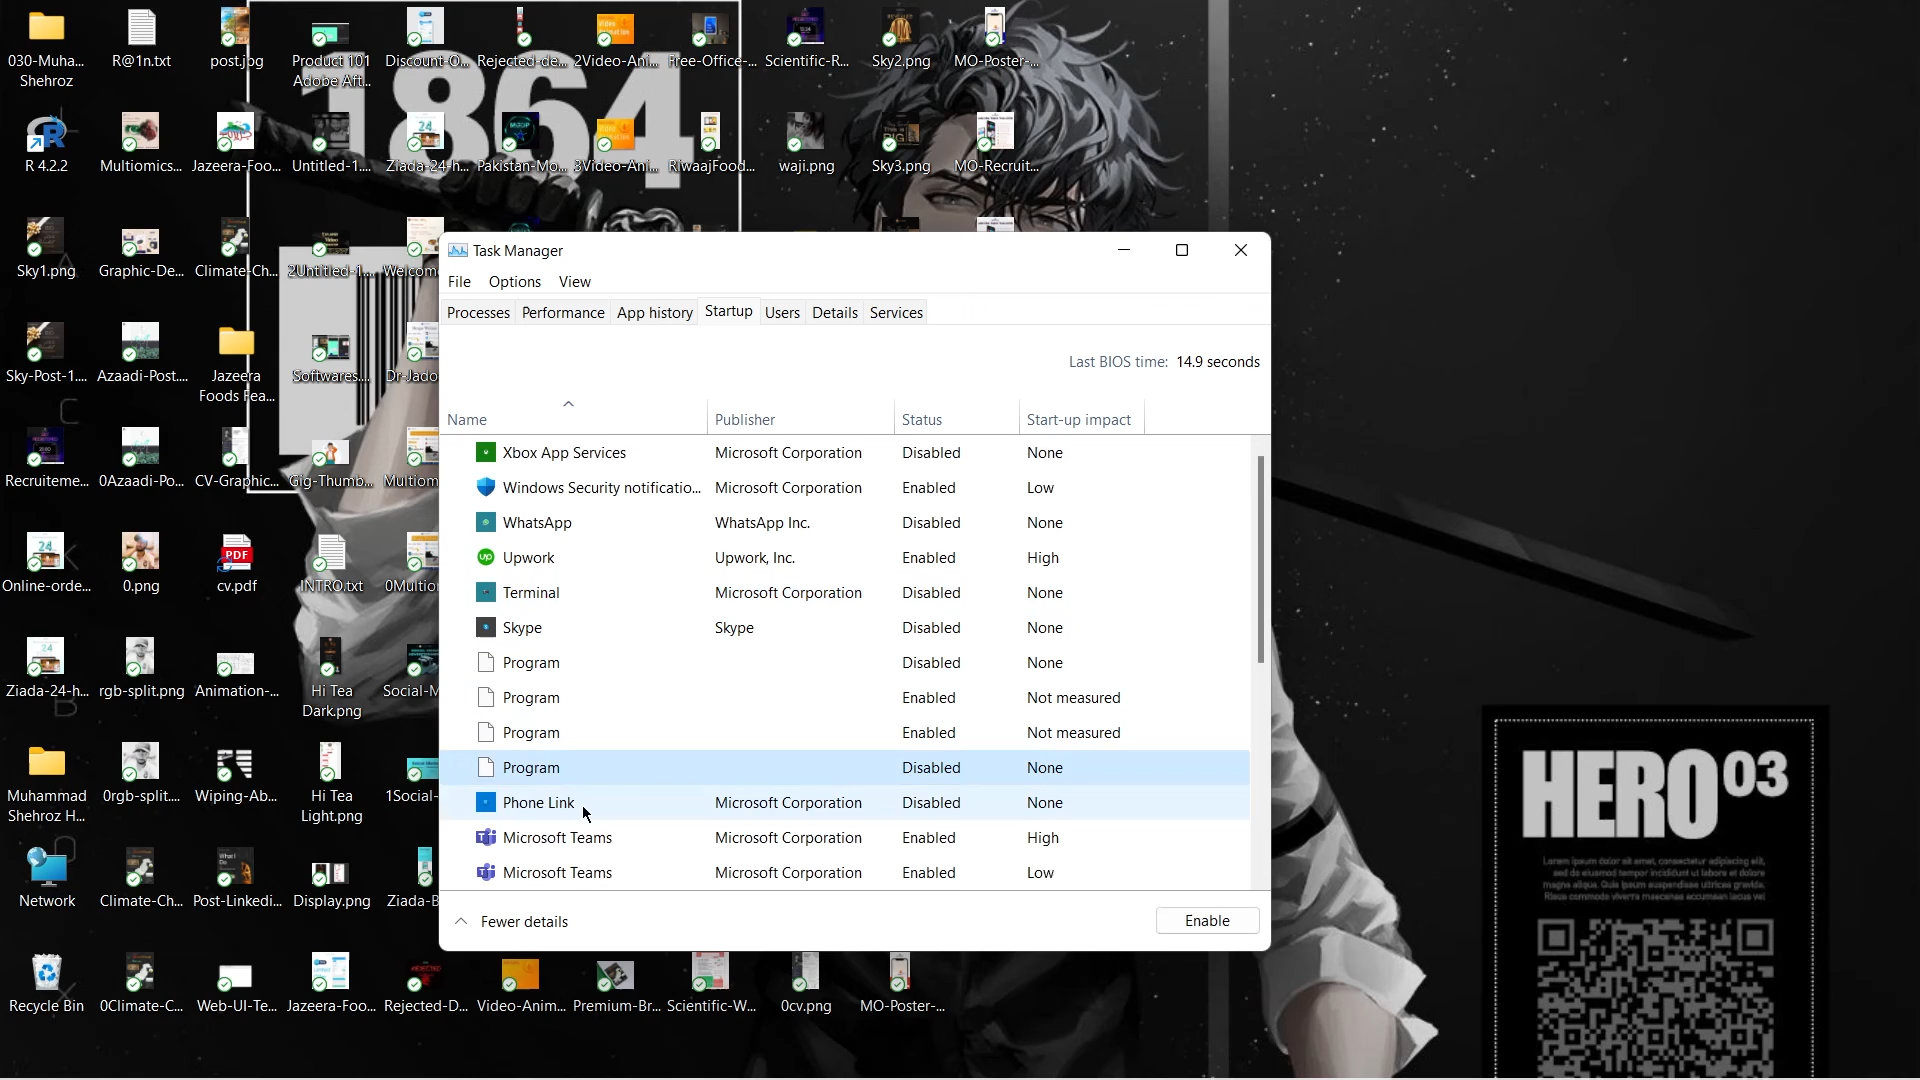 030-Muha...
Shehroz
R@1n.txt
post.jpg
Product 101
Adobe Aft...
Discount-O...
Rejected-de...
2Video-Ani...
Free-Office-...
Scientific-R...
Sky2.png
MO-Poster-...
1864
R 4.2.2
Multiomics...
Jazeera-Foo...
Untitled-1....
Ziada-24-h...
Pakistan-Mo...
3Video-Ani...
RiwaajFood...
waji.png
Sky3.png
MO-Recruit...
Sky1.png
Graphic-De...
Climate-Ch...
2Untitled-1....
Welcom
Sky-Post-1....
Azaadi-Post....
Jazeera
Foods Fea...
Softwares....
Dr-Jado
Recruiteme...
0Azaadi-Po...
CV-Graphic...
Gig-Thumb...
Multiom
Online-orde...
0.png
cv.pdf
INTRO.txt
0Multio
Ziada-24-h...
rgb-split.png
Animation-...
Hi Tea
Dark.png
Social-M
Muhammad
Shehroz H...
0rgb-split....
Wiping-Ab...
Hi Tea
Light.png
1Social-
Network
Climate-Ch...
Post-Linkedi...
Display.png
Ziada-B
Recycle Bin
0Climate-C...
Web-UI-Te...
Jazeera-Foo...
Rejected-D...
Video-Anim...
Premium-Br...
Scientific-W...
0cv.png
MO-Poster-...
Task Manager
File Options View
Processes Performance App history Startup Users Details Services
Last BIOS time: 14.9 seconds
Name Publisher Status Start-up impact
Xbox App Services Microsoft Corporation Disabled None
Windows Security notificatio... Microsoft Corporation Enabled Low
WhatsApp WhatsApp Inc. Disabled None
Upwork Upwork, Inc. Enabled High
Terminal Microsoft Corporation Disabled None
Skype Skype Disabled None
Program Disabled None
Program Enabled Not measured
Program Enabled Not measured
Program Disabled None
Phone Link Microsoft Corporation Disabled None
Microsoft Teams Microsoft Corporation Enabled High
Microsoft Teams Microsoft Corporation Enabled Low
Fewer details Enable
HERO03
Lorem ipsum dolor sit amet, consectetur adipiscing elit,